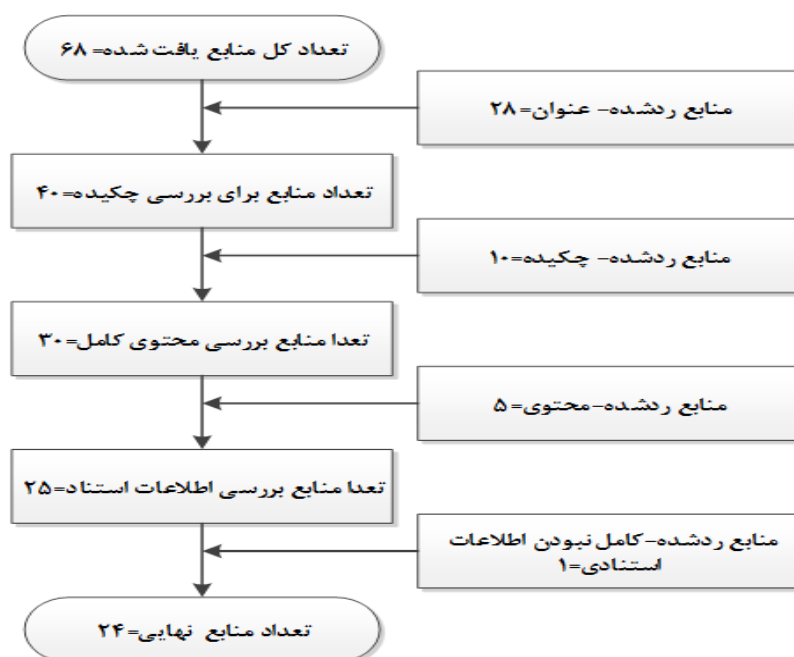 تعداد کل منابع یافت شده= ۶۸
منابع ردشده- عنوان= ۲۸
تعداد منابع برای بررسی چکیده= ۴۰
منابع ردشده- چکیده= ۱۰
تعدا منابع بررسی محتوی کامل= ۳۰
منابع ردشده-محتوی= ۵
تعدا منابع بررسی اطلاعات استناد= ۲۵
منابع ردشده-کامل نبودن اطلاعات
استنادی= ۱
تعداد منابع نهایی= ۲۴